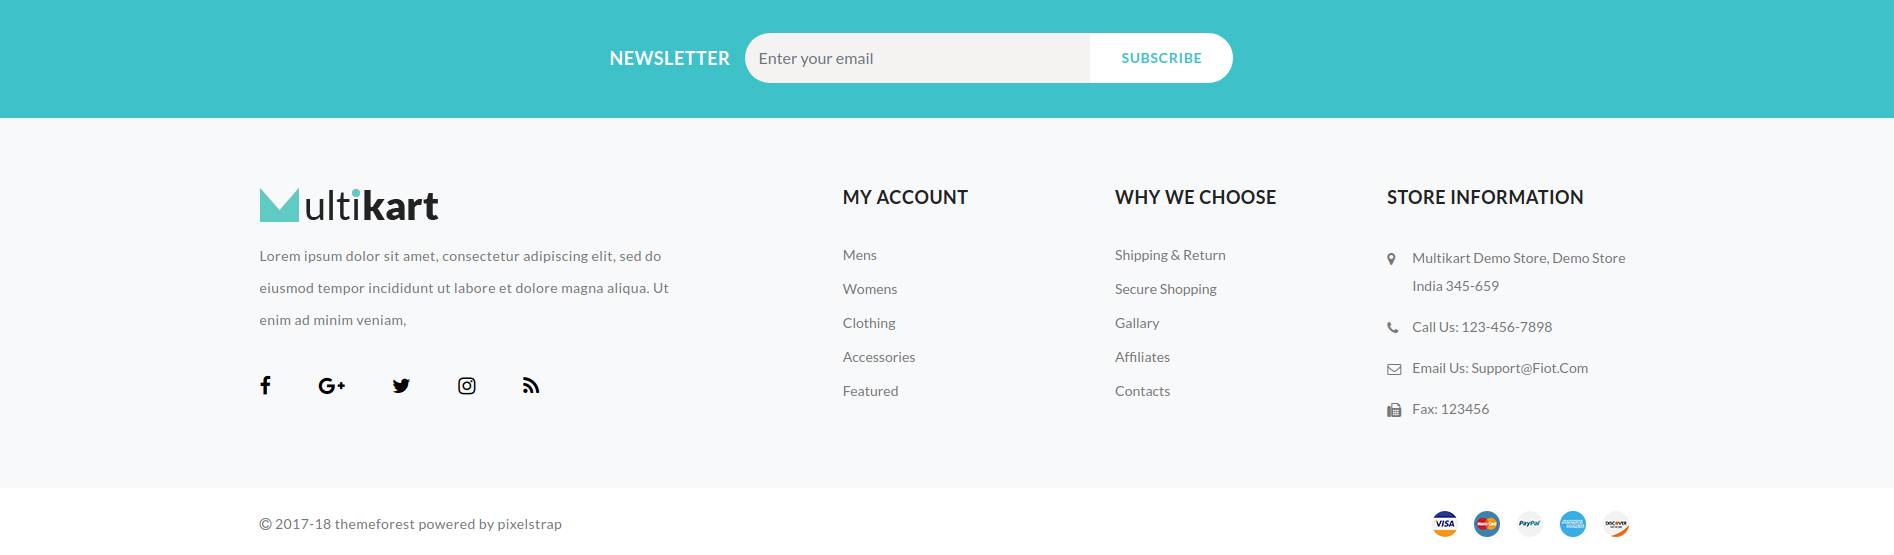 NEWSLETTER
Enter your email
SUBSCRIBE
Multikart
Lorem ipsum dolor sit amet, consectetur adipiscing elit, sed do
eiusmod tempor incididunt ut labore et dolore magna aliqua. Ut
enim ad minim veniam,
G+
MY ACCOUNT
Mens
Womens
Clothing
Accessories
Featured
WHY WE CHOOSE
Shipping & Return
Secure Shopping
Gallary
Affiliates
Contacts
STORE INFORMATION
Multikart Demo Store, Demo Store
India 345-659
Call Us: 123-456-7898
Email Us: Support@Fiot.Com
Fax: 123456
© 2017-18 themeforest powered by pixelstrap
VISA
MasterCard
PayPal
DISCOVER